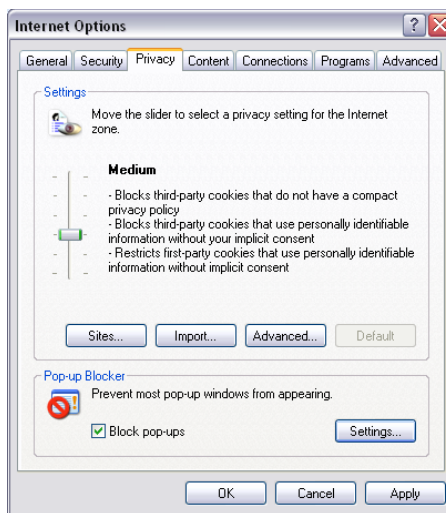 Internet Options
General Security Privacy Content Connections Programs Advanced
Settings
Move the slider to select a privacy setting for the Internet
zone.
Medium
- Blocks third-party cookies that do not have a compact
privacy policy
- Blocks third-party cookies that use personally identifiable
information without your implicit consent
- Restricts first-party cookies that use personally identifiable
information without implicit consent
Sites... Import... Advanced... Default
Pop-up Blocker
Prevent most pop-up windows from appearing.
Block pop-ups Settings...
OK Cancel Apply